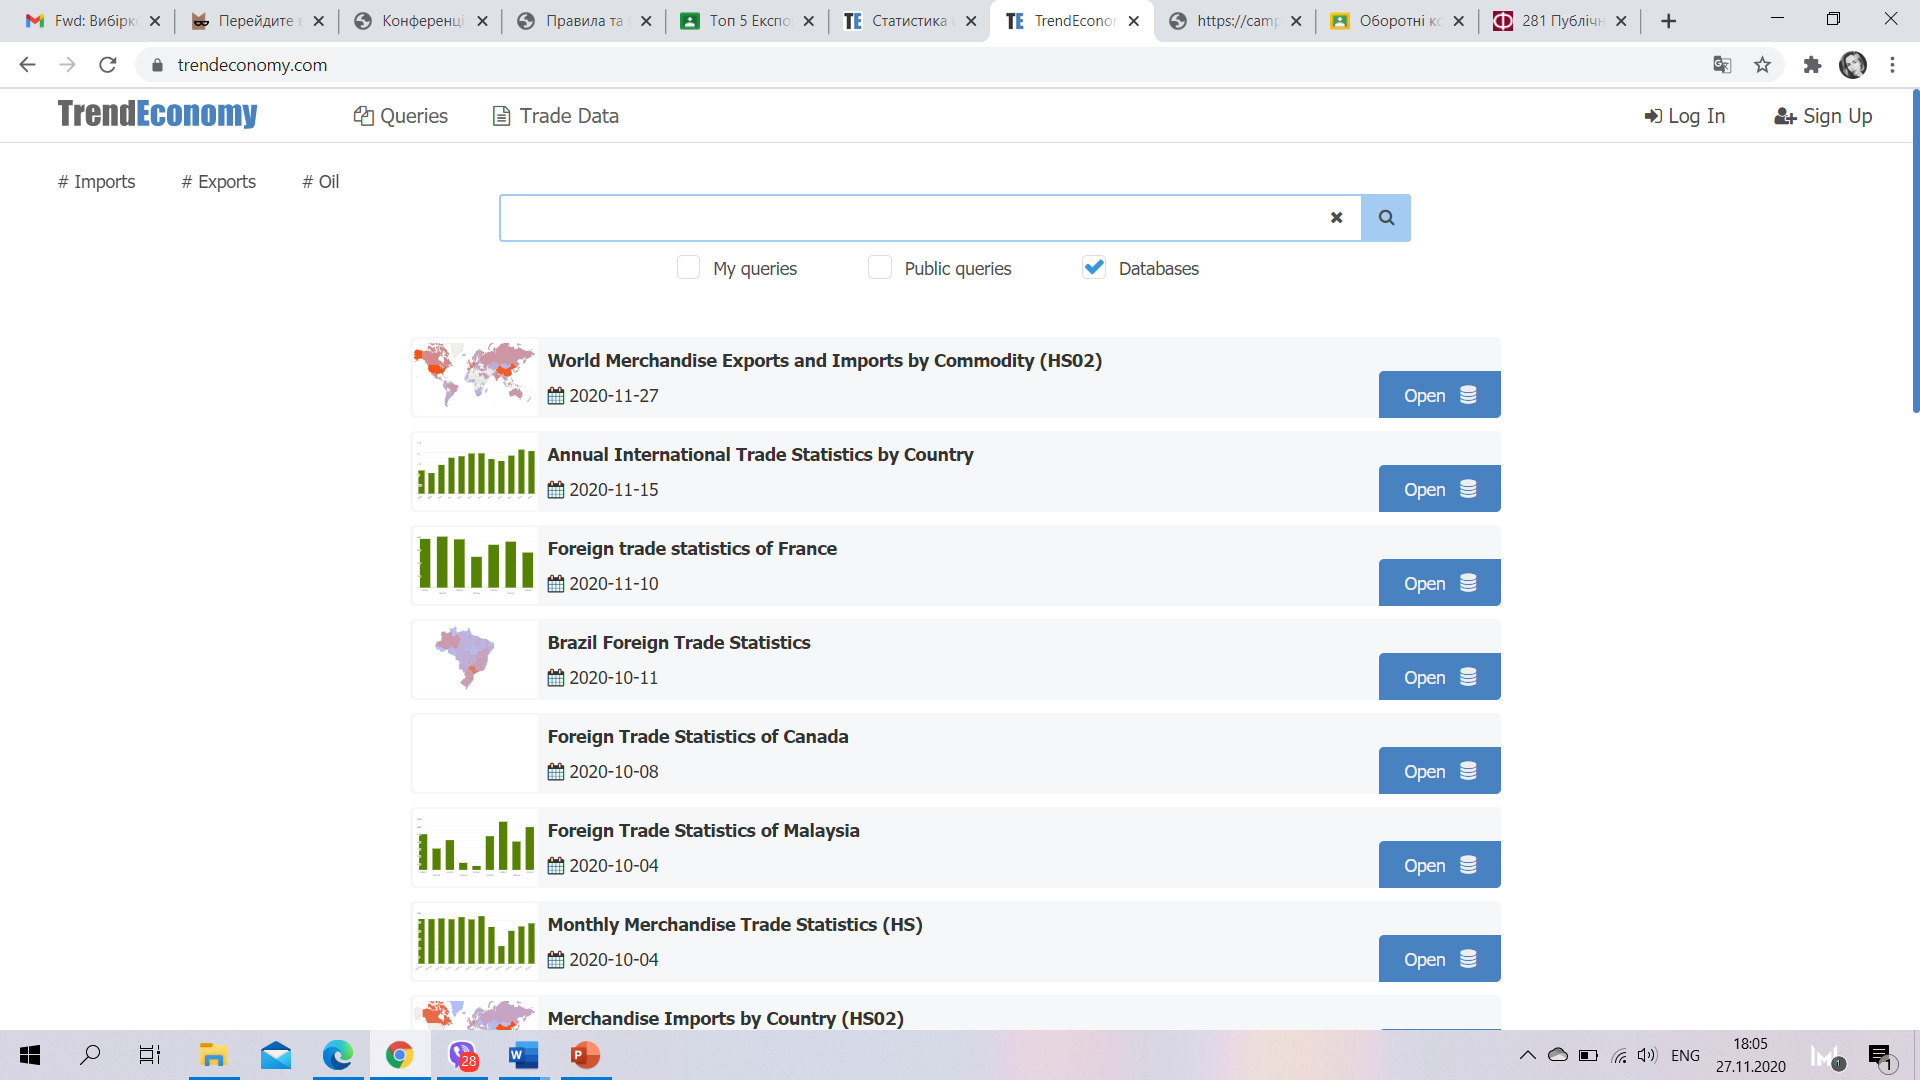 Fwd: Вибірк
Перейдите в
Конференці
Правила та
Топ 5 Експо
Статистика
TrendEconom
https://camp
Оборотні ко
281 Публічн
trendeconomy.com
TrendEconomy
Queries
Trade Data
Log In
Sign Up
# Imports
# Exports
# Oil
My queries
Public queries
Databases
World Merchandise Exports and Imports by Commodity (HS02)
2020-11-27
Open
Annual International Trade Statistics by Country
2020-11-15
Open
Foreign trade statistics of France
2020-11-10
Open
Brazil Foreign Trade Statistics
2020-10-11
Open
Foreign Trade Statistics of Canada
2020-10-08
Open
Foreign Trade Statistics of Malaysia
2020-10-04
Open
Monthly Merchandise Trade Statistics (HS)
2020-10-04
Open
Merchandise Imports by Country (HS02)
28
ENG
18:05
27.11.2020
1
1